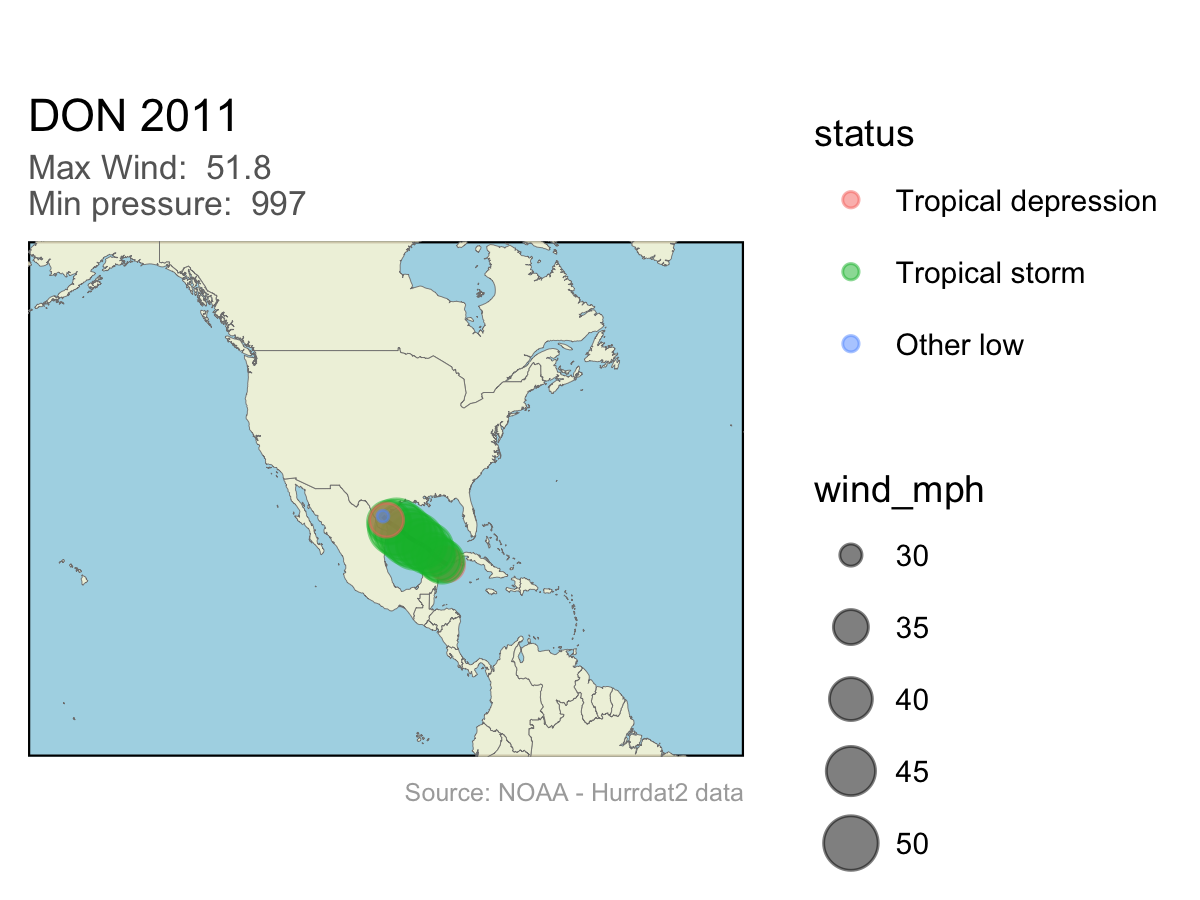 DON 2011
Max Wind:  51.8
Min pressure:  997
status
Tropical depression
Tropical storm
Other low
wind_mph
30
35
40
45
50
Source: NOAA - Hurrdat2 data